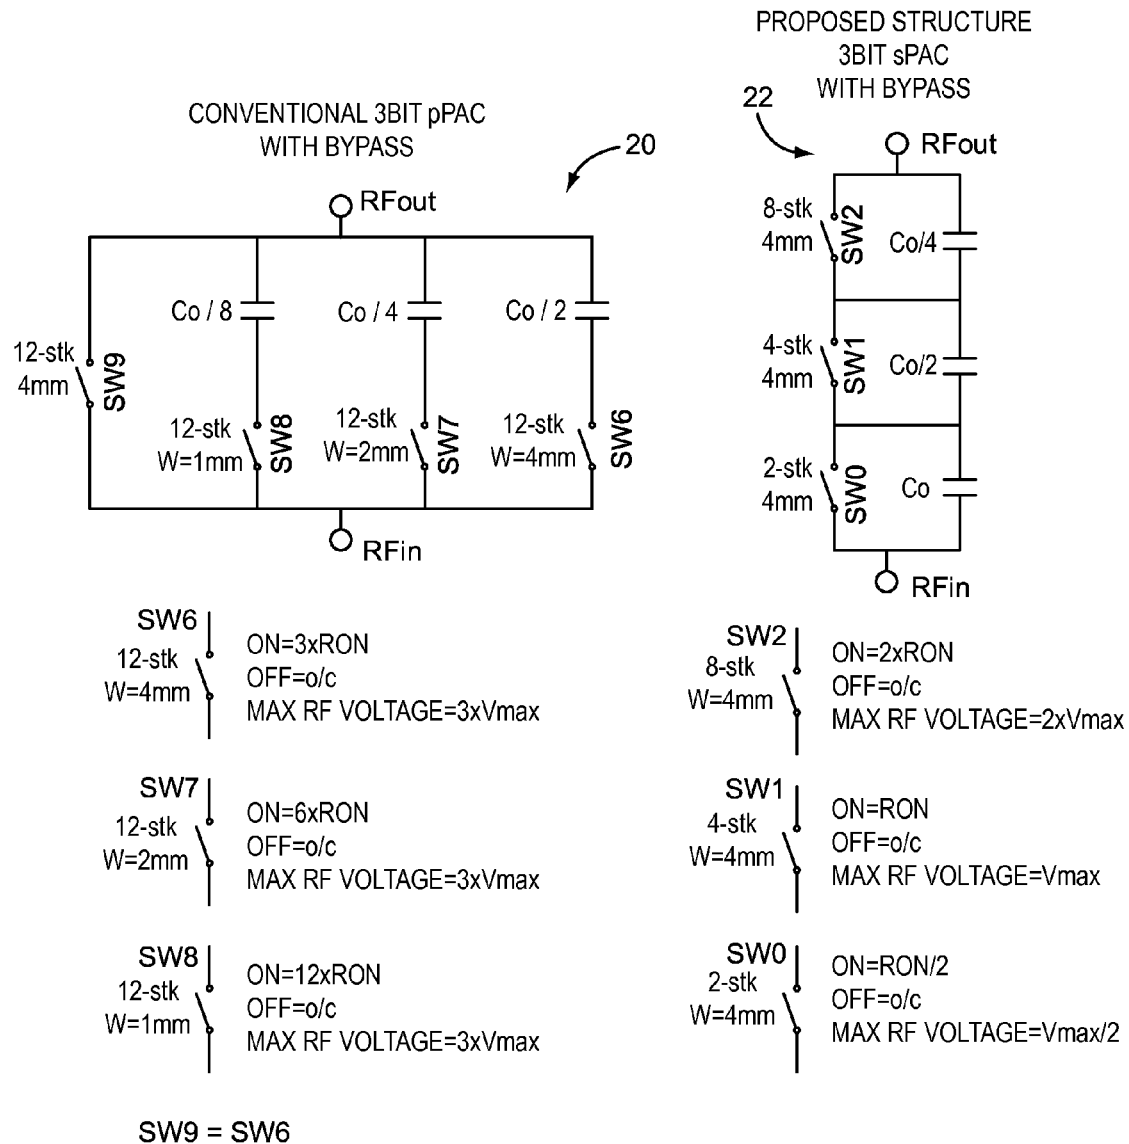 PROPOSED STRUCTURE
3BIT sPAC
WITH BYPASS
22
RFout
CONVENTIONAL 3BIT pPAC
WITH BYPASS
20
RFout
8-stk
4mm
SW2
Co/4
4-stk
4mm
SW1
Co/2
2-stk
4mm
SW0
Co
RFin
12-stk
4mm
SW9
Co / 8
12-stk
W=1mm
SW8
Co / 4
12-stk
W=2mm
SW7
Co / 2
12-stk
W=4mm
SW6
RFin
SW6
12-stk
W=4mm
ON=3xRON
OFF=o/c
MAX RF VOLTAGE=3xVmax
SW7
12-stk
W=2mm
ON=6xRON
OFF=o/c
MAX RF VOLTAGE=3xVmax
SW8
12-stk
W=1mm
ON=12xRON
OFF=o/c
MAX RF VOLTAGE=3xVmax
SW9 = SW6
SW2
8-stk
W=4mm
ON=2xRON
OFF=o/c
MAX RF VOLTAGE=2xVmax
SW1
4-stk
W=4mm
ON=RON
OFF=o/c
MAX RF VOLTAGE=Vmax
SW0
2-stk
W=4mm
ON=RON/2
OFF=o/c
MAX RF VOLTAGE=Vmax/2